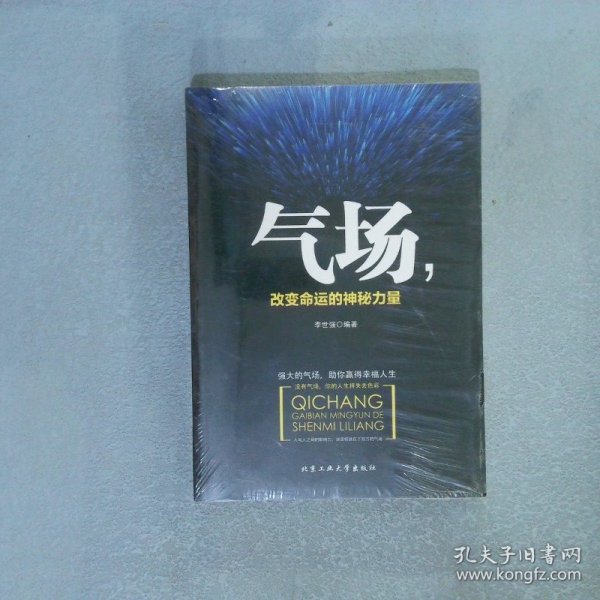 气场,
改变命运的神秘力量
李世强◎编著
强大的气场，助你赢得幸福人生
没有气场，你的人生将失去色彩
QICHANG
GAIBIAN MINGYUN DE
SHENMI LILIANG
北京工业大学出版社
孔夫子旧书网
www.kongfz.com